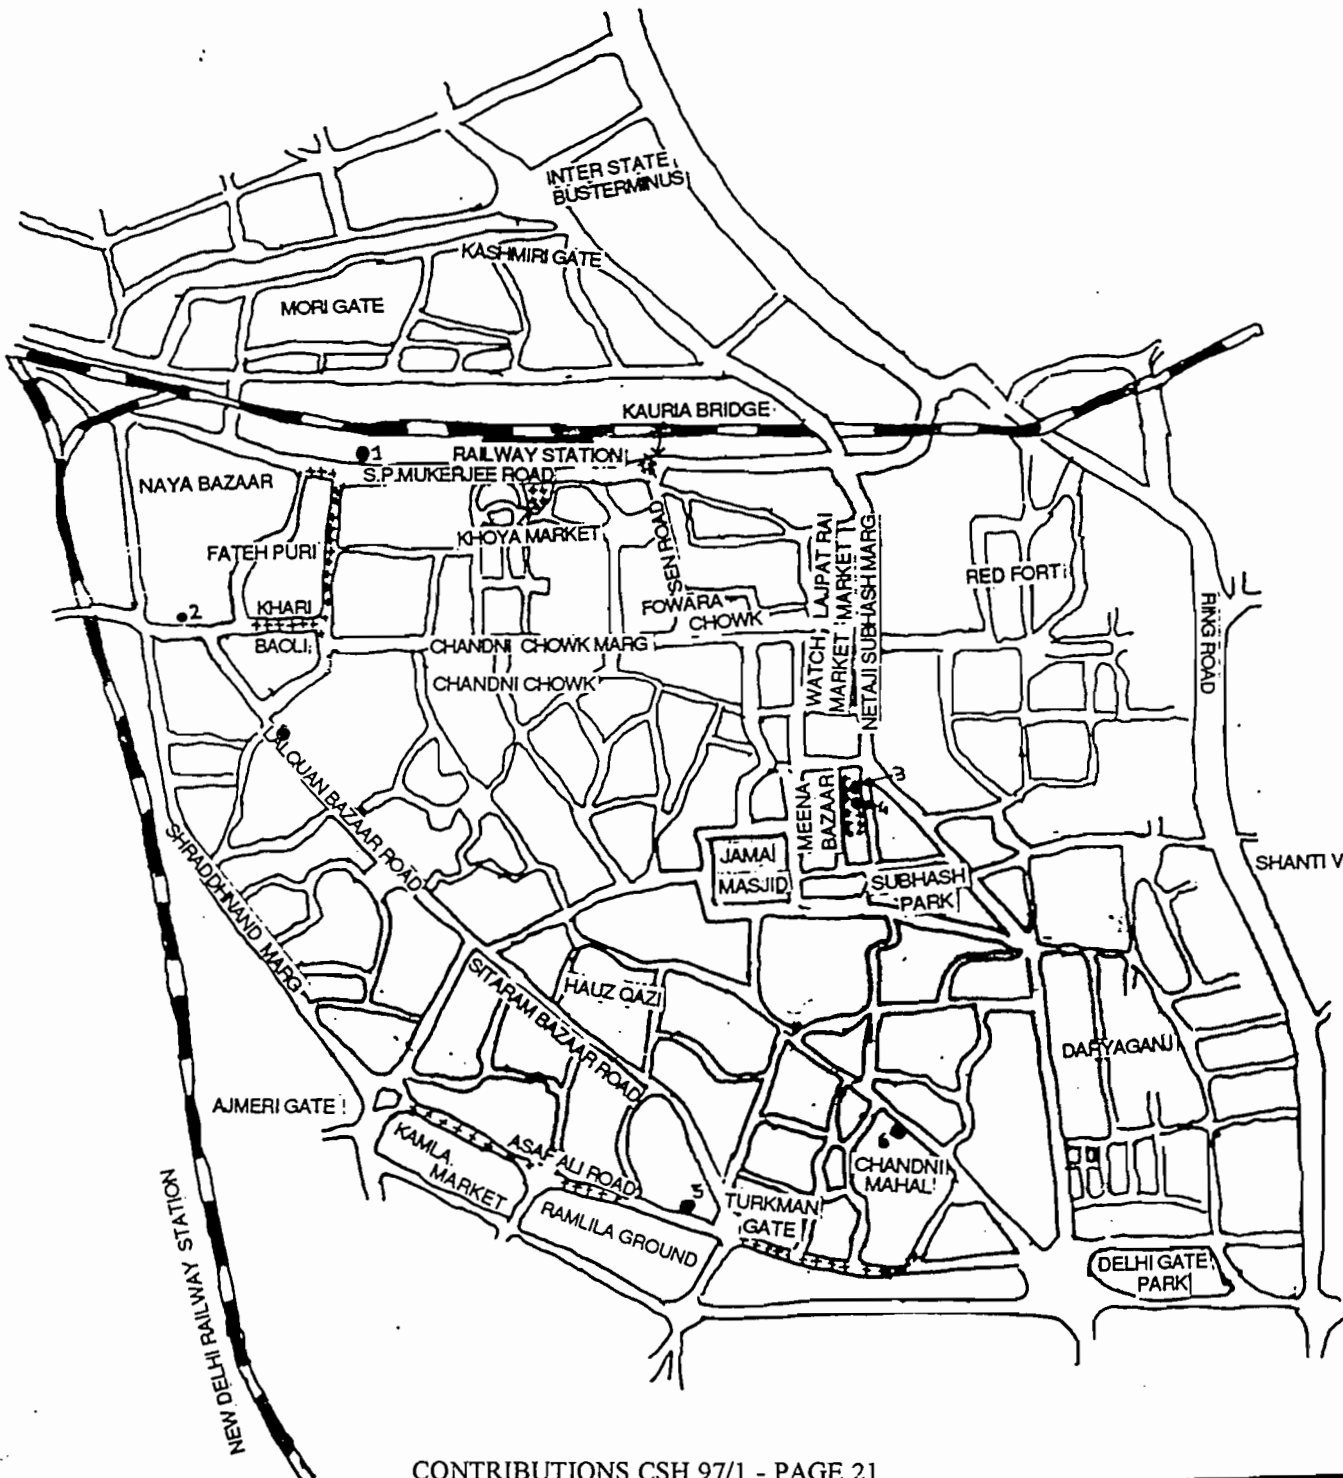 INTER STATE
BUSTERMINUS
KASHMIRI GATE
MORI GATE
KAURIA BRIDGE
1
RAILWAY STATION
S.P.MUKERJEE ROAD
NAYA BAZAAR
KHOYA MARKET
SEN ROAD
FATEH PURI
LAJPAT RAI
MARKET
WATCH
MARKET
NETAJI SUBHASH MARG
RED FORT
RING ROAD
2
KHARI
BAOLI
FOWARA
CHOWK
CHANDNI CHOWK MARG
CHANDNI CHOWK
LALQUAN BAZAAR ROAD
3
4
MEENA
BAZAAR
JAMAI
MASJID
SUBHASH
PARK
SHANTI V
SHRADDHNAND MARG
SITARAM BAZAAR ROAD
HAUZ QAZI
DARYAGANJ
AJMERI GATE
KAMLA
MARKET
ASAF ALI ROAD
RAMLILA GROUND
5
TURKMAN
GATE
6
CHANDNI
MAHAL
DELHI GATE
PARK
NEW DELHI RAILWAY STATION
CONTRIBUTIONS CSH 97/1 - PAGE 21